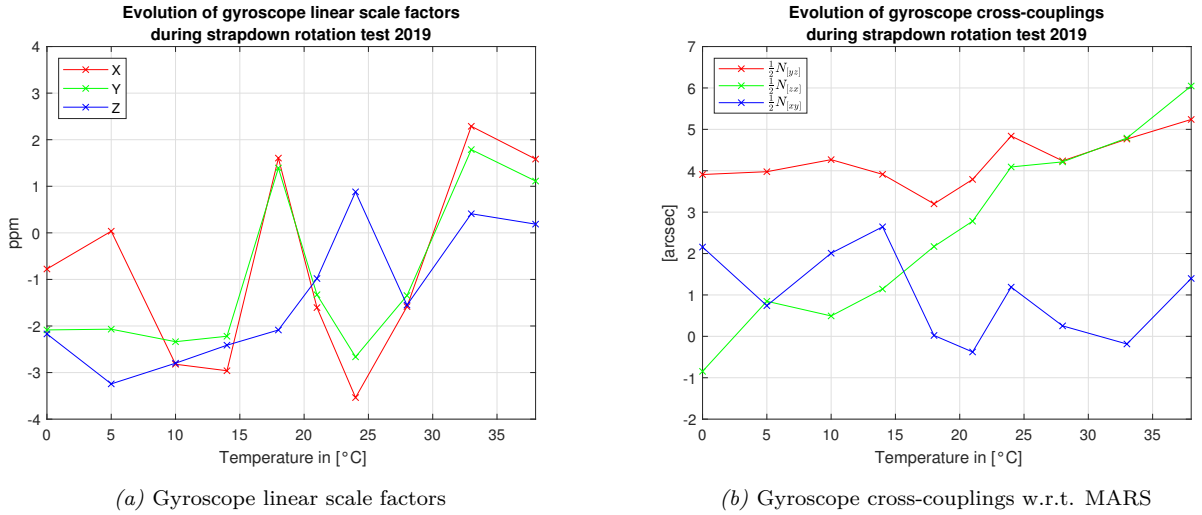 Evolution of gyroscope linear scale factors
during strapdown rotation test 2019
4
3
2
1
0
-1
-2
-3
-4
ppm
X
Y
Z
0 5 10 15 20 25 30 35
Temperature in [°C]
(a) Gyroscope linear scale factors
Evolution of gyroscope cross-couplings
during strapdown rotation test 2019
7
6
5
4
3
2
1
0
-1
-2
[arcsec]
½N[yz]
½N[zx]
½N[xy]
0 5 10 15 20 25 30 35
Temperature in [°C]
(b) Gyroscope cross-couplings w.r.t. MARS